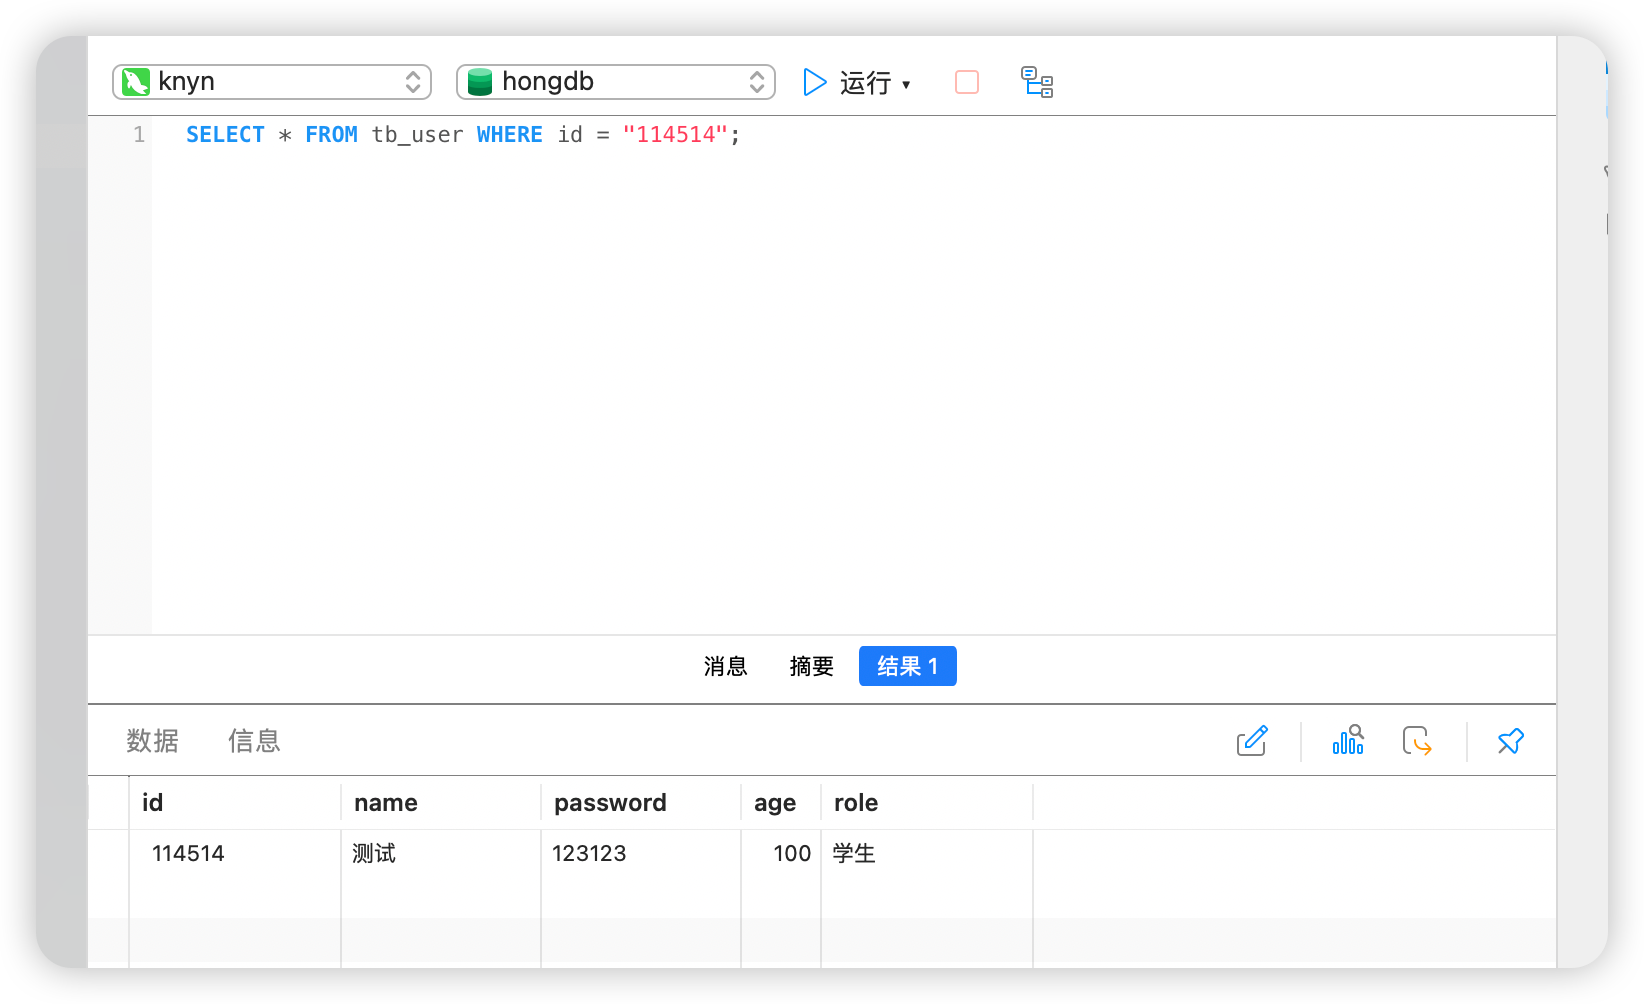 knyn hongdb 运行
1 SELECT * FROM tb_user WHERE id = "114514";
消息 摘要 结果 1
数据 信息
id name password age role
114514 测试 123123 100 学生